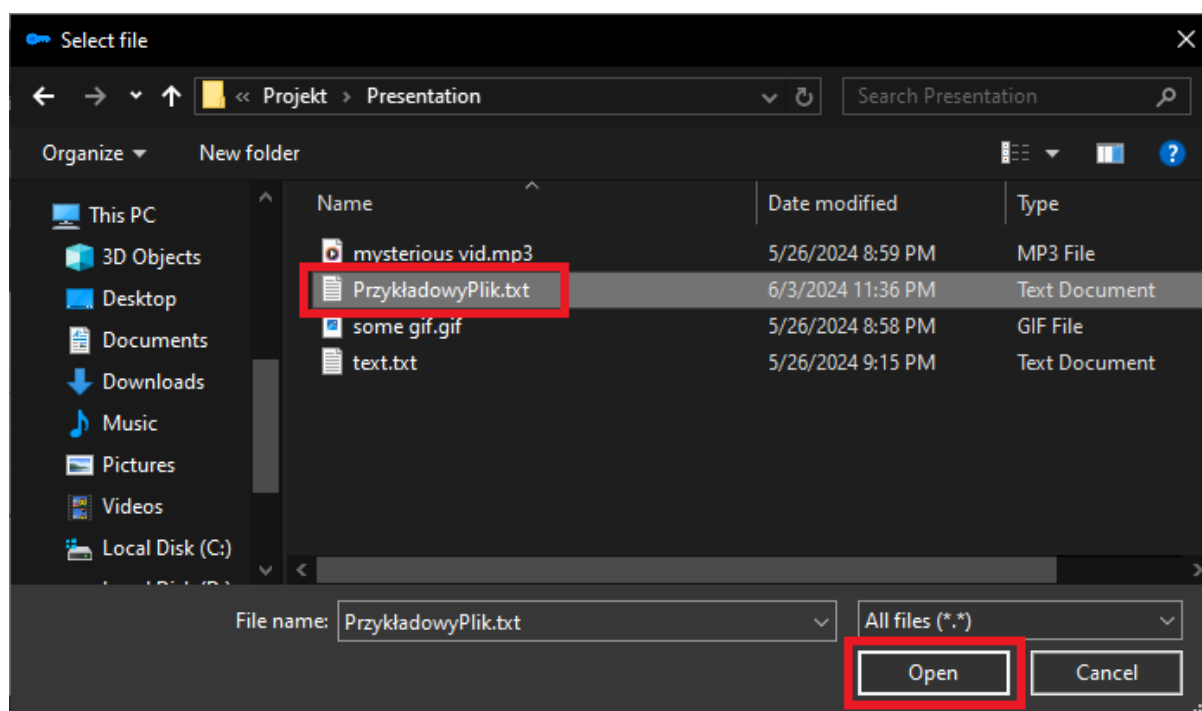 Select file
« Projekt > Presentation
Search Presentation
Organize
New folder
Name
Date modified
Type
This PC
3D Objects
Desktop
Documents
Downloads
Music
Pictures
Videos
Local Disk (C:)
mysterious vid.mp3 5/26/2024 8:59 PM MP3 File
PrzykładowyPlik.txt 6/3/2024 11:36 PM Text Document
some gif.gif 5/26/2024 8:58 PM GIF File
text.txt 5/26/2024 9:15 PM Text Document
File name: PrzykładowyPlik.txt
All files (*.*)
Open
Cancel